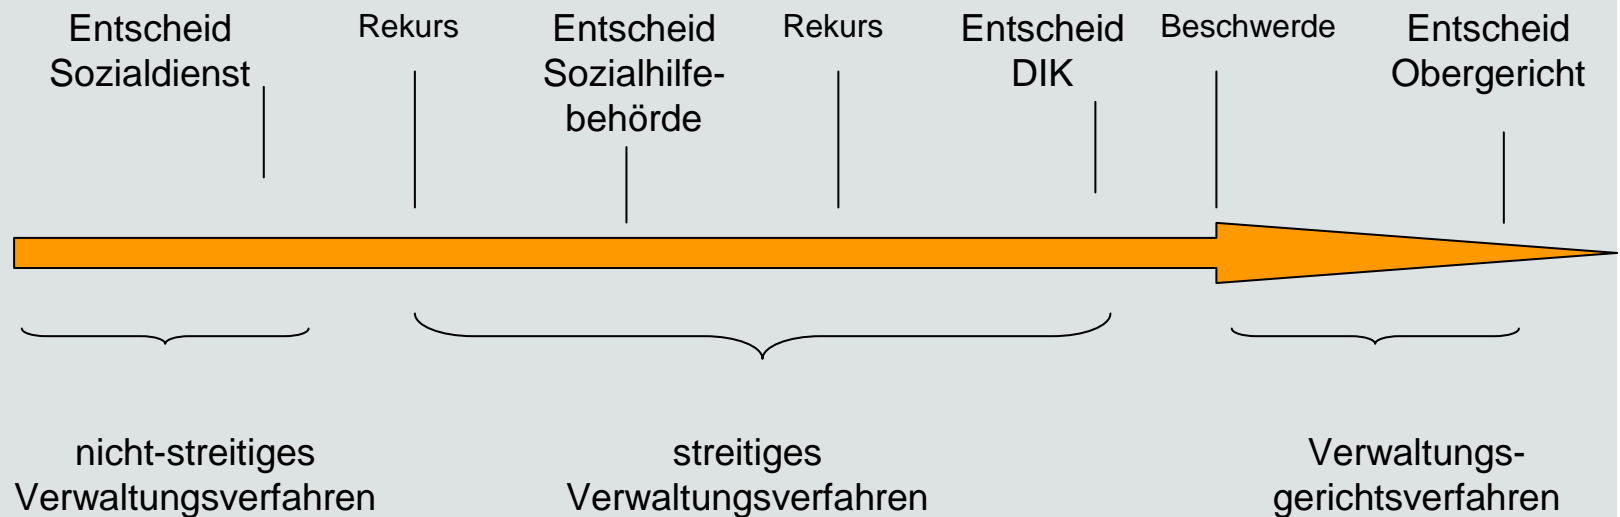 Entscheid
Sozialdienst
Rekurs
Entscheid
Sozialhilfe-
behörde
Rekurs
Entscheid
DIK
Beschwerde
Entscheid
Obergericht
nicht-streitiges
Verwaltungsverfahren
streitiges
Verwaltungsverfahren
Verwaltungs-
gerichtsverfahren